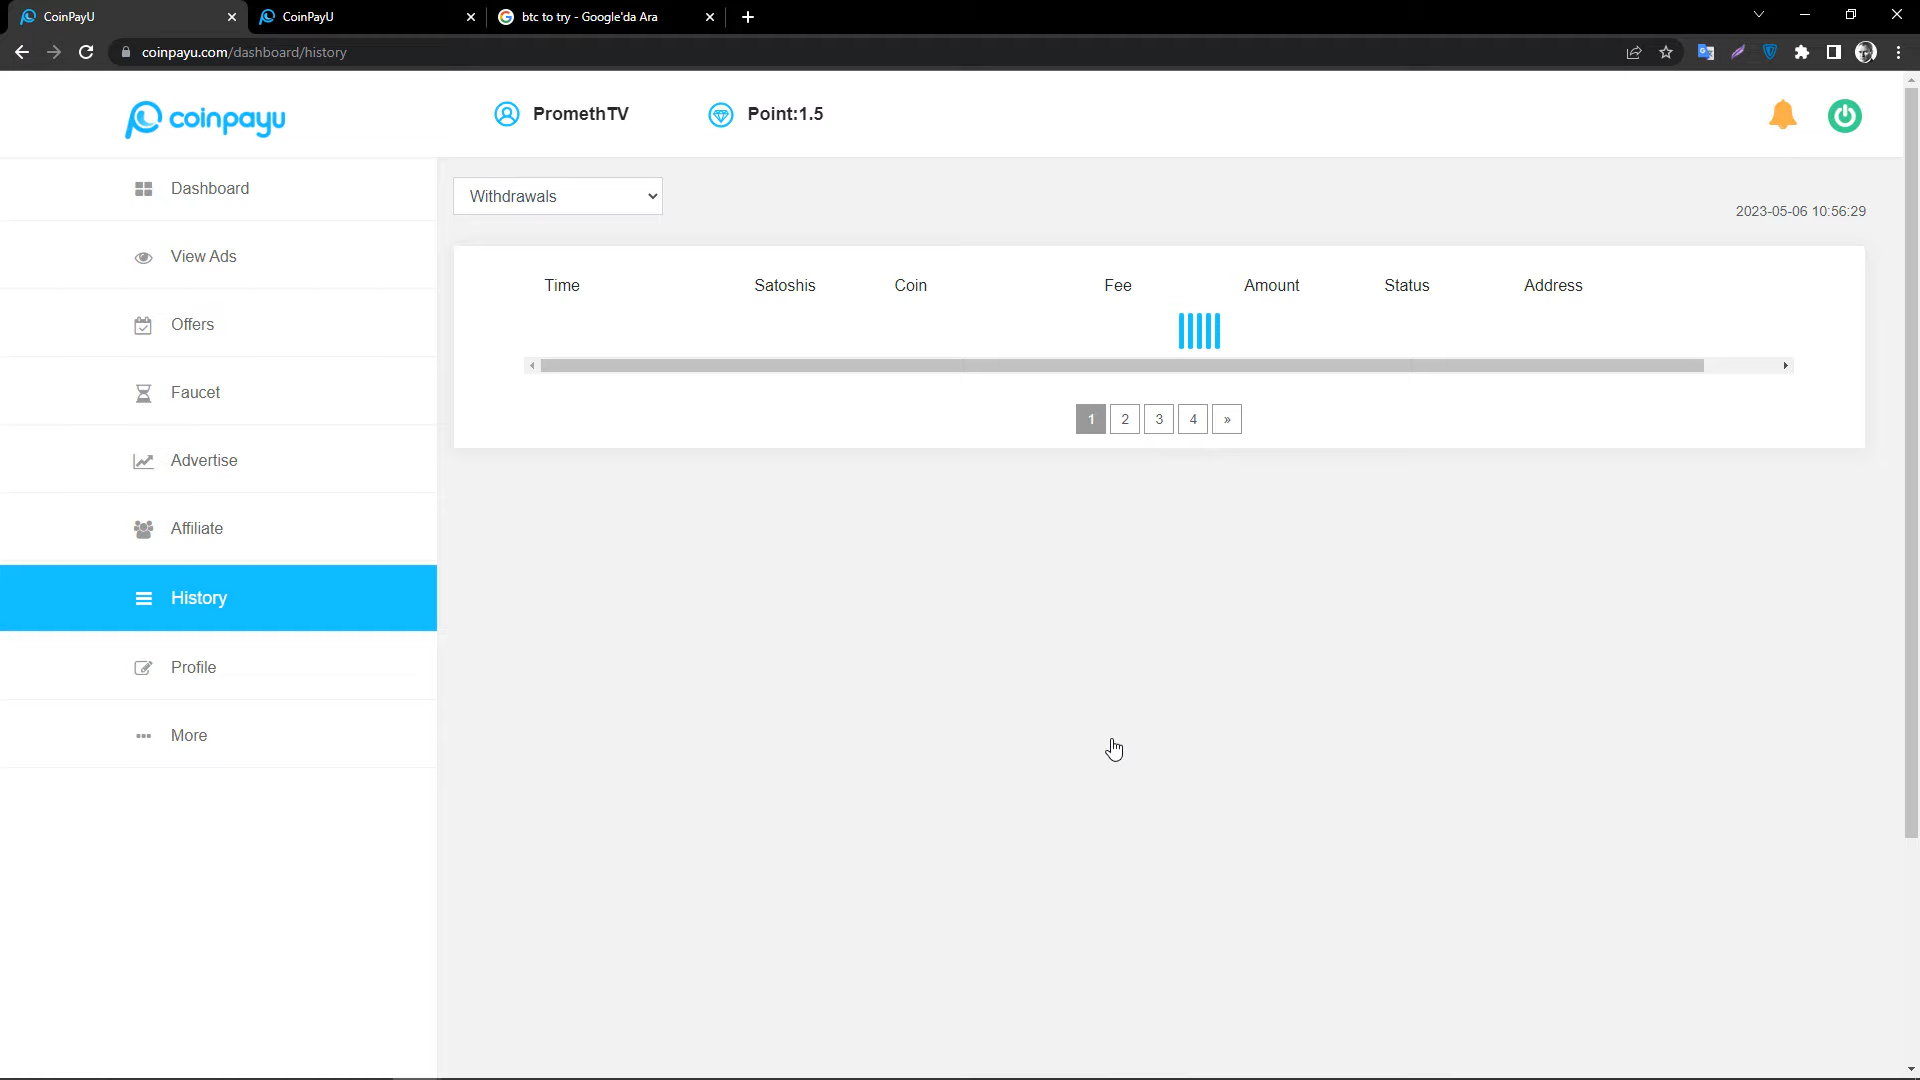 CoinPayU
CoinPayU
btc to try - Google'da Ara
coinpayu.com/dashboard/history
coinpayu
PromethTV
Point:1.5
Dashboard
View Ads
Offers
Faucet
Advertise
Affiliate
History
Profile
More
Withdrawals
2023-05-06 10:56:29
Time Satoshis Coin Fee Amount Status Address
1 2 3 4 »